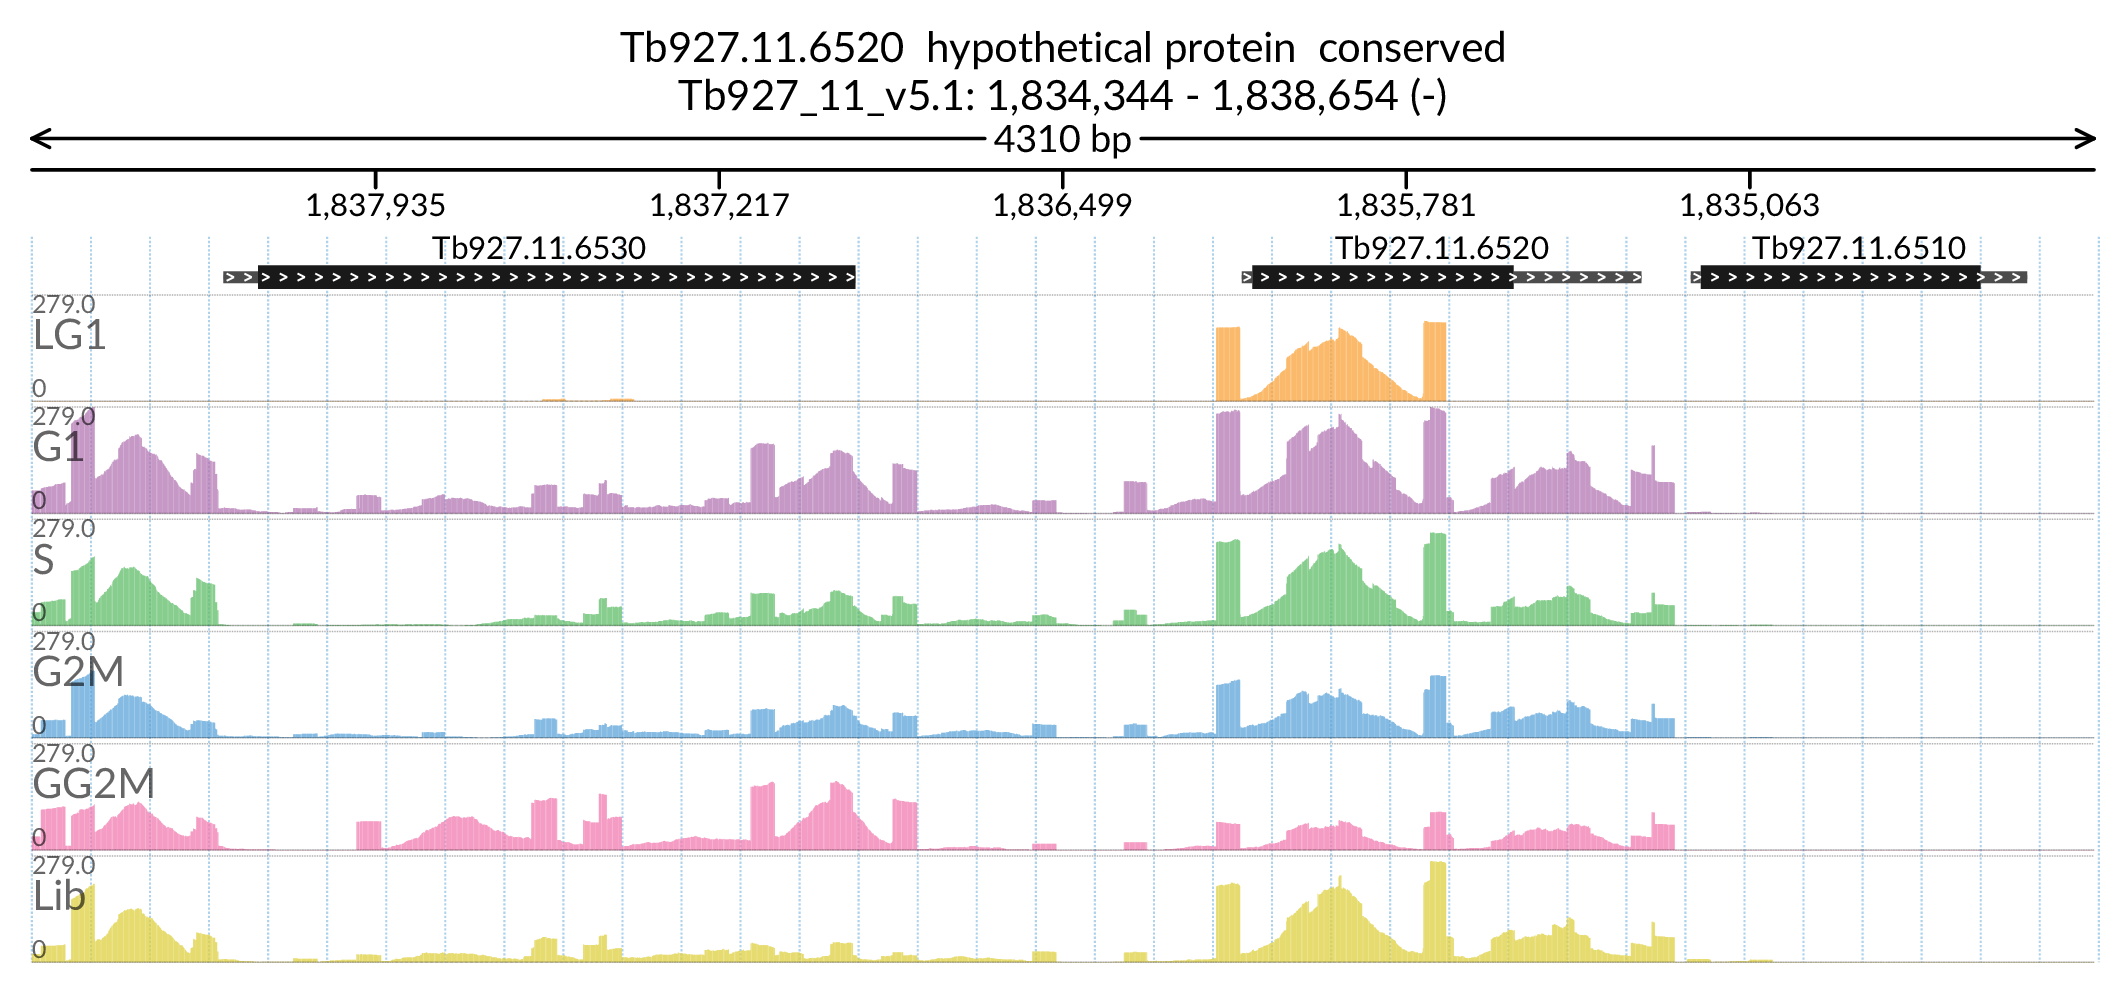 Tb927.11.6520 hypothetical protein conserved
Tb927_11_v5.1: 1,834,344 - 1,838,654 (-)
4310 bp
1,837,935 1,837,217 1,836,499 1,835,781 1,835,063
Tb927.11.6530 Tb927.11.6520 Tb927.11.6510
279.0
LG1
0
279.0
G1
0
279.0
S
0
279.0
G2M
0
279.0
GG2M
0
279.0
Lib
0